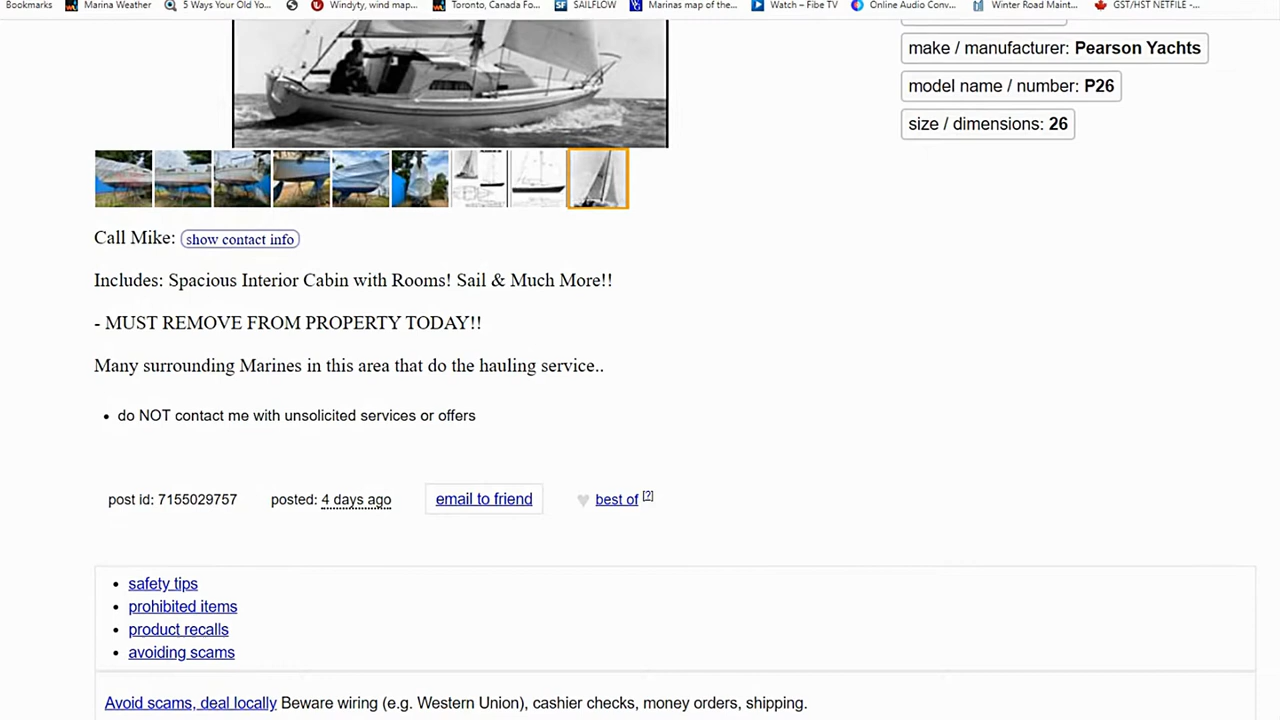 Bookmarks Marina Weather 5 Ways Your Old Yo... Windyty, wind map... Toronto, Canada Fo... SAILFLOW Marinas map of the... Watch – Fibe TV Online Audio Conv... Winter Road Maint... GST/HST NETFILE -...
make / manufacturer: Pearson Yachts
model name / number: P26
size / dimensions: 26
Call Mike: show contact info
Includes: Spacious Interior Cabin with Rooms! Sail & Much More!!
- MUST REMOVE FROM PROPERTY TODAY!!
Many surrounding Marines in this area that do the hauling service..
• do NOT contact me with unsolicited services or offers
post id: 7155029757 posted: 4 days ago email to friend ♥ best of [?]
• safety tips
• prohibited items
• product recalls
• avoiding scams
Avoid scams, deal locally Beware wiring (e.g. Western Union), cashier checks, money orders, shipping.